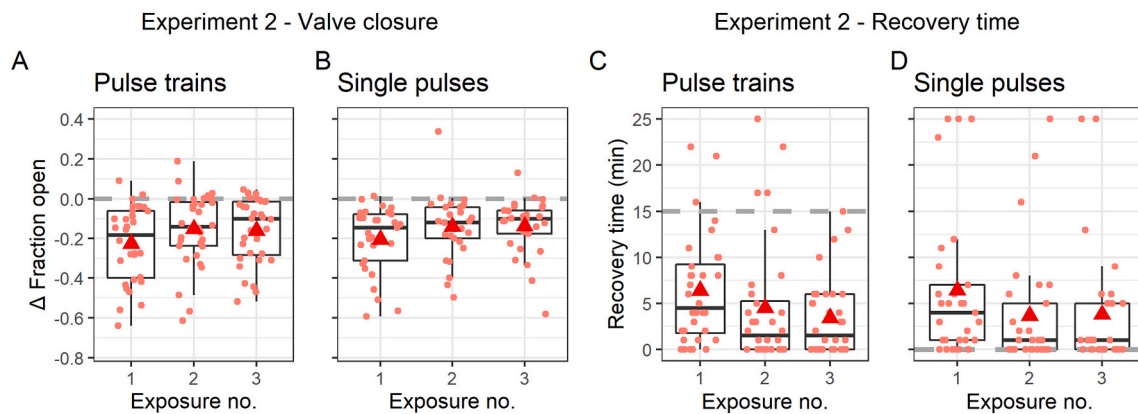 Experiment 2 - Valve closure
Experiment 2 - Recovery time
A
B
C
D
Pulse trains
Single pulses
Pulse trains
Single pulses
Δ Fraction open
0.4
0.2
0.0
-0.2
-0.4
-0.6
-0.8
1 2 3
Exposure no.
1 2 3
Exposure no.
Recovery time (min)
25
20
15
10
5
0
1 2 3
Exposure no.
1 2 3
Exposure no.